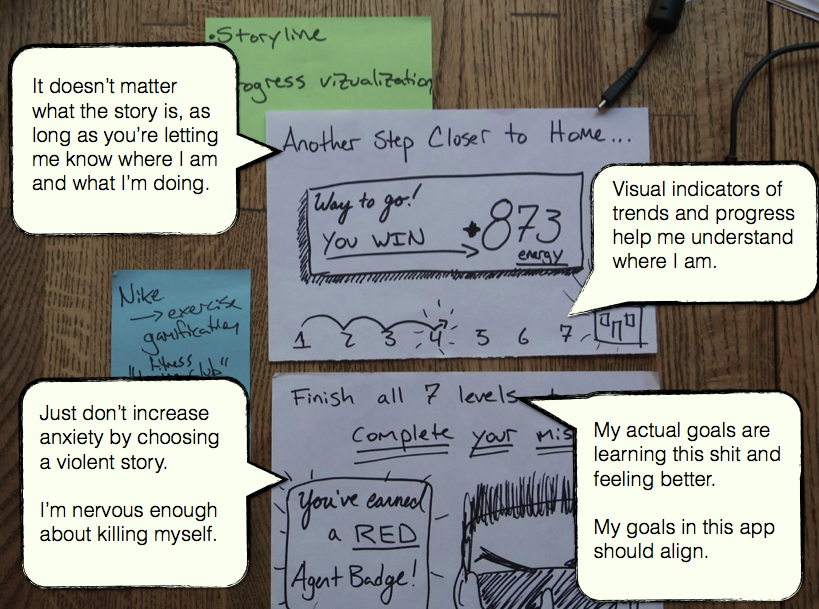 •Storyline
ogress vizualization
It doesn't matter
what the story is, as
long as you're letting
me know where I am
and what I'm doing.
Another Step Closer to Home...
Way to go!
YOU WIN
+873
energy
Visual indicators of
trends and progress
help me understand
where I am.
1 2 3 4 5 6 7
Nike
→exercise
gamification
Fitness
Club"
Just don't increase
anxiety by choosing
a violent story.
I'm nervous enough
about killing myself.
Finish all 7 levels
Complete your Mis
You've earned
a RED
Agent Badge!
My actual goals are
learning this shit and
feeling better.
My goals in this app
should align.